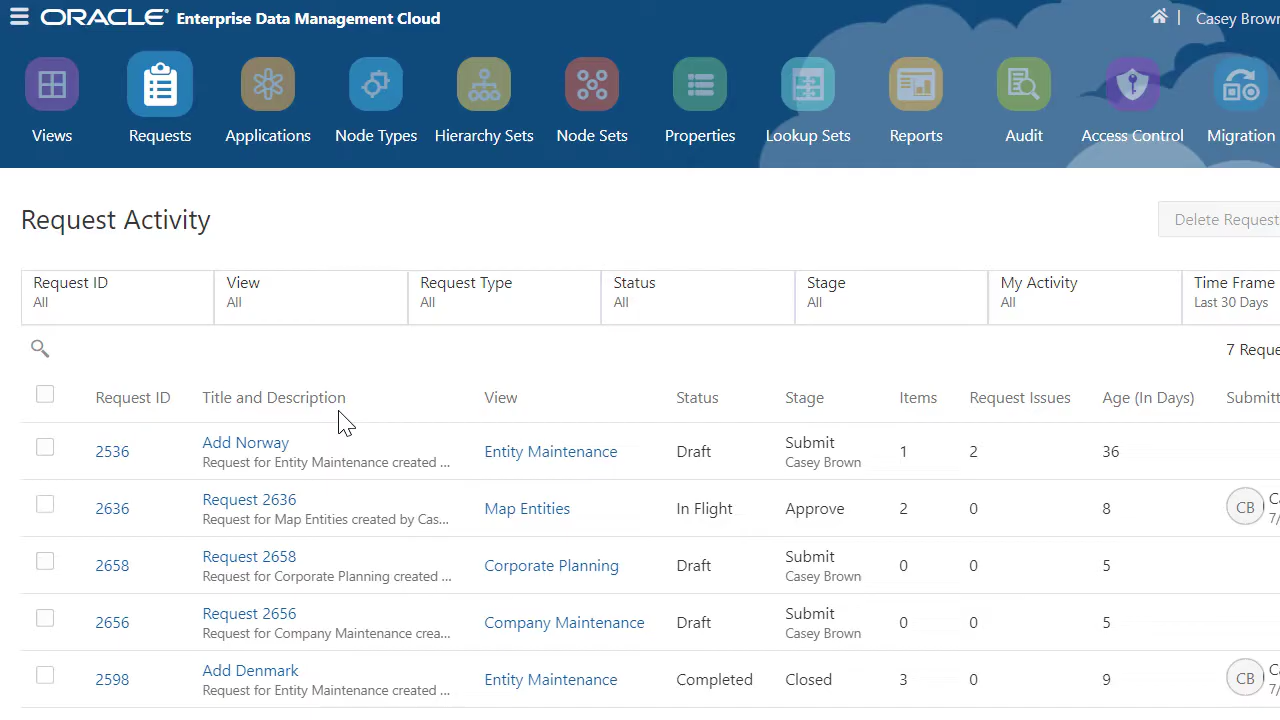 ORACLE Enterprise Data Management Cloud
Casey Brown
Views Requests Applications Node Types Hierarchy Sets Node Sets Properties Lookup Sets Reports Audit Access Control Migration
Request Activity
Delete Request
Request ID View Request Type Status Stage My Activity Time Frame
All All All All All All Last 30 Days
7 Reque
Request ID Title and Description View Status Stage Items Request Issues Age (In Days) Submitt
2536 Add Norway Entity Maintenance Draft Submit 1 2 36
Request for Entity Maintenance created ... Casey Brown
2636 Request 2636 Map Entities In Flight Approve 2 0 8 CB Ca
Request for Map Entities created by Cas... 7/
2658 Request 2658 Corporate Planning Draft Submit 0 0 5
Request for Corporate Planning created ... Casey Brown
2656 Request 2656 Company Maintenance Draft Submit 0 0 5
Request for Company Maintenance crea... Casey Brown
2598 Add Denmark Entity Maintenance Completed Closed 3 0 9 CB Ca
Request for Entity Maintenance created ... 7/